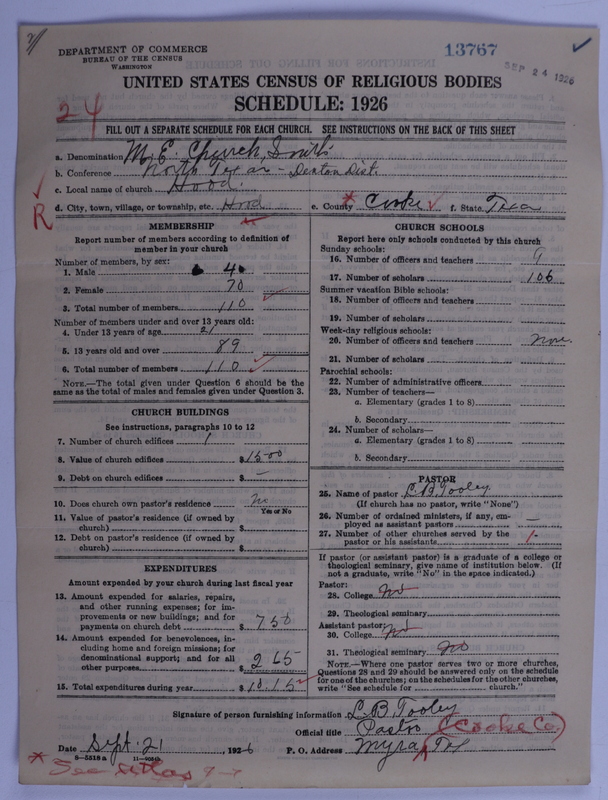 DEPARTMENT OF COMMERCE
BUREAU OF THE CENSUS
WASHINGTON
13767
SEP 24 1926
UNITED STATES CENSUS OF RELIGIOUS BODIES
SCHEDULE: 1926
24
FILL OUT A SEPARATE SCHEDULE FOR EACH CHURCH. SEE INSTRUCTIONS ON THE BACK OF THIS SHEET
a. Denomination M. E. Church, South.
b. Conference North Texas - Denton Dist.
c. Local name of church Hood.
R
d. City, town, village, or township, etc. Hood
e. County * Cooke f. State Texas
MEMBERSHIP
Report number of members according to definition of
member in your church
Number of members, by sex:
1. Male 40
2. Female 70
3. Total number of members 110
Number of members under and over 13 years old:
4. Under 13 years of age 21
5. 13 years old and over 89
6. Total number of members 110
NOTE.—The total given under Question 6 should be the
same as the total of males and females given under Question 3.
CHURCH BUILDINGS
See instructions, paragraphs 10 to 12
7. Number of church edifices 1
8. Value of church edifices $1500
9. Debt on church edifices $ —
10. Does church own pastor's residence? no
Yes or No
11. Value of pastor's residence (if owned by
church) $
12. Debt on pastor's residence (if owned by
church) $
EXPENDITURES
Amount expended by your church during last fiscal year
13. Amount expended for salaries, repairs,
and other running expenses; for im-
provements or new buildings; and for
payments on church debt $ 750
14. Amount expended for benevolences, in-
cluding home and foreign missions; for
denominational support; and for all
other purposes $ 265
15. Total expenditures during year $ 1015
CHURCH SCHOOLS
Report here only schools conducted by this church
Sunday schools:
16. Number of officers and teachers 9
17. Number of scholars 106
Summer vacation Bible schools:
18. Number of officers and teachers
19. Number of scholars
Week-day religious schools:
20. Number of officers and teachers none
21. Number of scholars
Parochial schools:
22. Number of administrative officers
23. Number of teachers—
a. Elementary (grades 1 to 8)
b. Secondary
24. Number of scholars—
a. Elementary (grades 1 to 8)
b. Secondary
PASTOR
25. Name of pastor L.B. Tooley
(If church has no pastor, write "None")
26. Number of ordained ministers, if any, em-
ployed as assistant pastors —
27. Number of other churches served by the
pastor or his assistants
If pastor (or assistant pastor) is a graduate of a college or
theological seminary, give name of institution below. (If
not a graduate, write "No" in the space indicated.)
Pastor:
28. College No
29. Theological seminary
Assistant pastor:
30. College No
31. Theological seminary No
NOTE.—Where one pastor serves two or more churches,
Questions 28 and 29 should be answered only on the schedule
for one of the churches; on the schedules for the other churches,
write "See schedule for church."
Signature of person furnishing information L.B. Tooley
Official title Pastor (Cooke Co)
Date Sept. 21, 1926 P. O. Address Myra, Tex
8—5318 a
* See